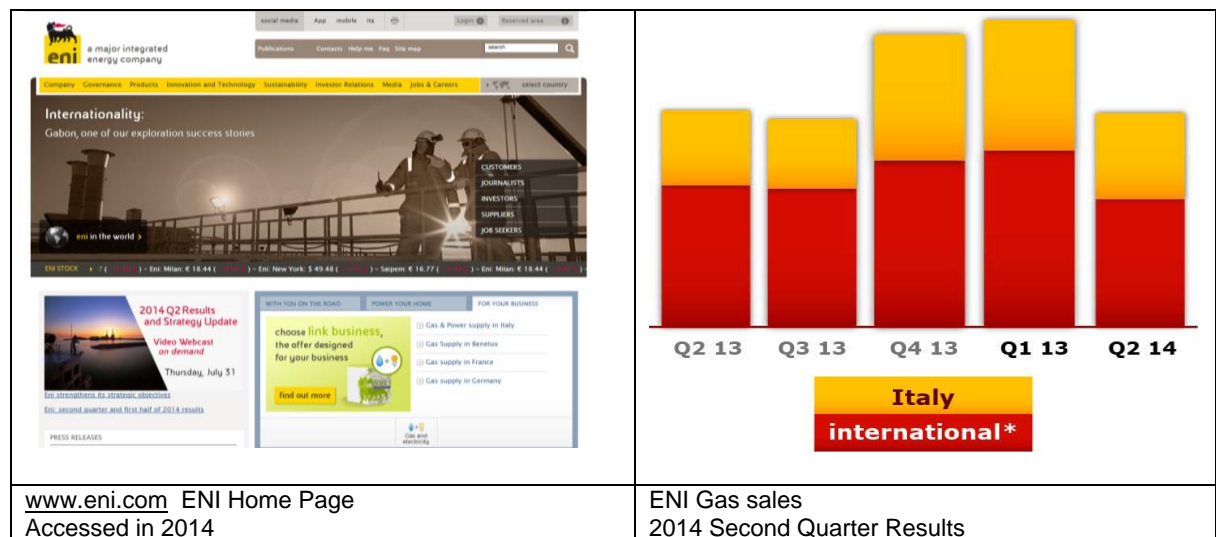 social media App mobile ita
Login Reserved area
eni
a major integrated
energy company
Publications Contacts Help me Faq Site map
search
Company Governance Products Innovation and Technology Sustainability Investor Relations Media Jobs & Careers
select country
Internationality:
Gabon, one of our exploration success stories
CUSTOMERS
JOURNALISTS
INVESTORS
SUPPLIERS
JOB SEEKERS
eni in the world
ENI STOCK ) - Eni: Milan: € 18.44 ( ) - Eni: New York: $ 49.48 ( ) - Saipem: € 16.77 ( ) - Eni: Milan: € 18.44 (
2014 Q2 Results
and Strategy Update
Video Webcast
on demand
Thursday, July 31
Eni strengthens its strategic objectives
Eni: second quarter and first half of 2014 results
PRESS RELEASES
WITH YOU ON THE ROAD POWER YOUR HOME FOR YOUR BUSINESS
choose link business,
the offer designed
for your business
find out more
Gas & Power supply in Italy
Gas Supply in Benelux
Gas supply in France
Gas supply in Germany
Gas and
electricity
Q2 13 Q3 13 Q4 13 Q1 13 Q2 14
Italy
international*
www.eni.com ENI Home Page
Accessed in 2014
ENI Gas sales
2014 Second Quarter Results